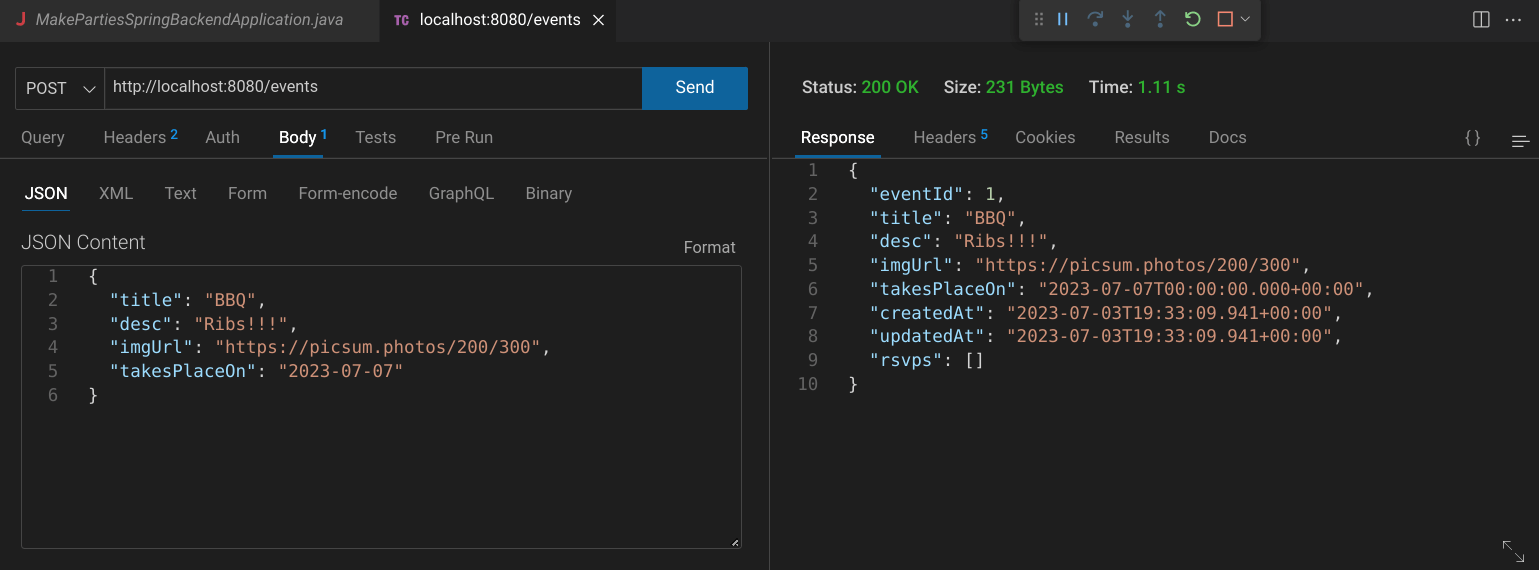 J MakePartiesSpringBackendApplication.java
TC localhost:8080/events
POST http://localhost:8080/events Send
Query Headers 2 Auth Body 1 Tests Pre Run
JSON XML Text Form Form-encode GraphQL Binary
JSON Content Format
1 {
2 "title": "BBQ",
3 "desc": "Ribs!!!",
4 "imgUrl": "https://picsum.photos/200/300",
5 "takesPlaceOn": "2023-07-07"
6 }
Status: 200 OK Size: 231 Bytes Time: 1.11 s
Response Headers 5 Cookies Results Docs {}
1 {
2 "eventId": 1,
3 "title": "BBQ",
4 "desc": "Ribs!!!",
5 "imgUrl": "https://picsum.photos/200/300",
6 "takesPlaceOn": "2023-07-07T00:00:00.000+00:00",
7 "createdAt": "2023-07-03T19:33:09.941+00:00",
8 "updatedAt": "2023-07-03T19:33:09.941+00:00",
9 "rsvps": []
10 }